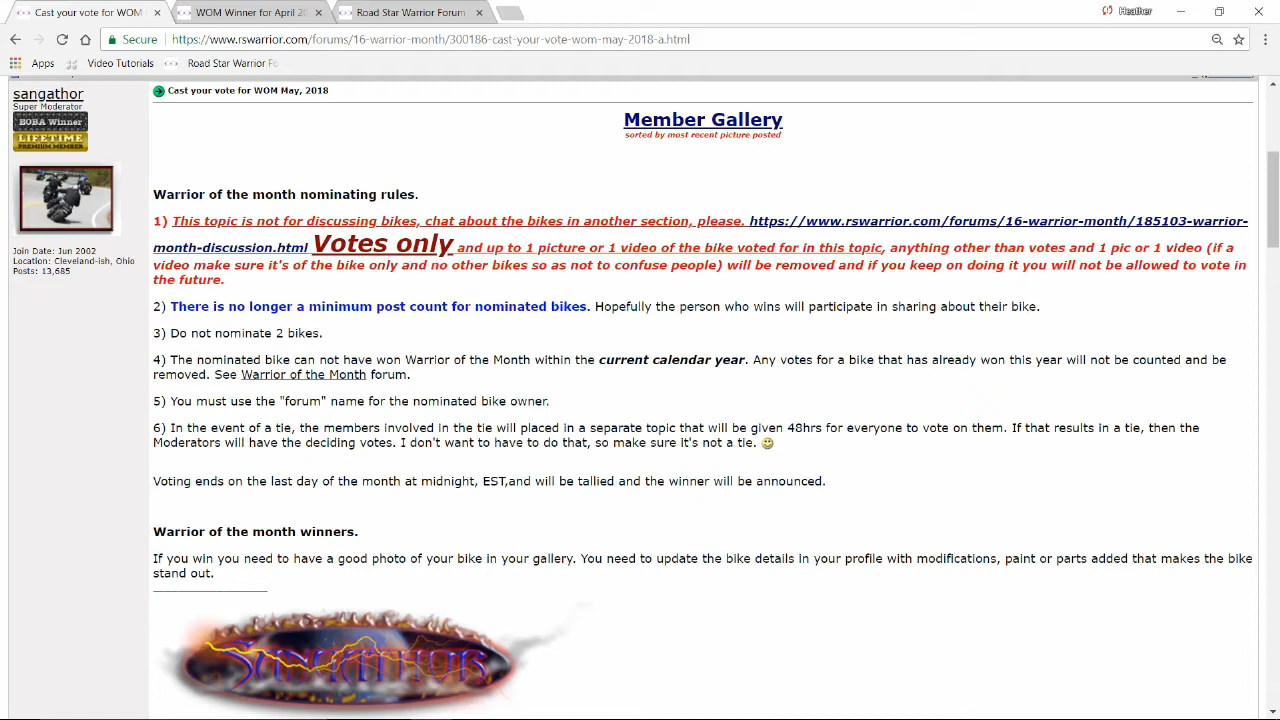 Cast your vote for WOM
WOM Winner for April 20
Road Star Warrior Forum
Heather
Secure
https://www.rswarrior.com/forums/16-warrior-month/300186-cast-your-vote-wom-may-2018-a.html
Apps
Video Tutorials
Road Star Warrior Fo
sangathor
Super Moderator
EOBA Winner
LIFETIME
PREMIUM MEMBER
Join Date: Jun 2002
Location: Cleveland-ish, Ohio
Posts: 13,685
Cast your vote for WOM May, 2018
Member Gallery
sorted by most recent picture posted
Warrior of the month nominating rules.
1) This topic is not for discussing bikes, chat about the bikes in another section, please. https://www.rswarrior.com/forums/16-warrior-month/185103-warrior-
month-discussion.html Votes only and up to 1 picture or 1 video of the bike voted for in this topic, anything other than votes and 1 pic or 1 video (if a
video make sure it's of the bike only and no other bikes so as not to confuse people) will be removed and if you keep on doing it you will not be allowed to vote in
the future.
2) There is no longer a minimum post count for nominated bikes. Hopefully the person who wins will participate in sharing about their bike.
3) Do not nominate 2 bikes.
4) The nominated bike can not have won Warrior of the Month within the current calendar year. Any votes for a bike that has already won this year will not be counted and be
removed. See Warrior of the Month forum.
5) You must use the "forum" name for the nominated bike owner.
6) In the event of a tie, the members involved in the tie will placed in a separate topic that will be given 48hrs for everyone to vote on them. If that results in a tie, then the
Moderators will have the deciding votes. I don't want to have to do that, so make sure it's not a tie.
Voting ends on the last day of the month at midnight, EST,and will be tallied and the winner will be announced.
Warrior of the month winners.
If you win you need to have a good photo of your bike in your gallery. You need to update the bike details in your profile with modifications, paint or parts added that makes the bike
stand out.
SANGATHOR